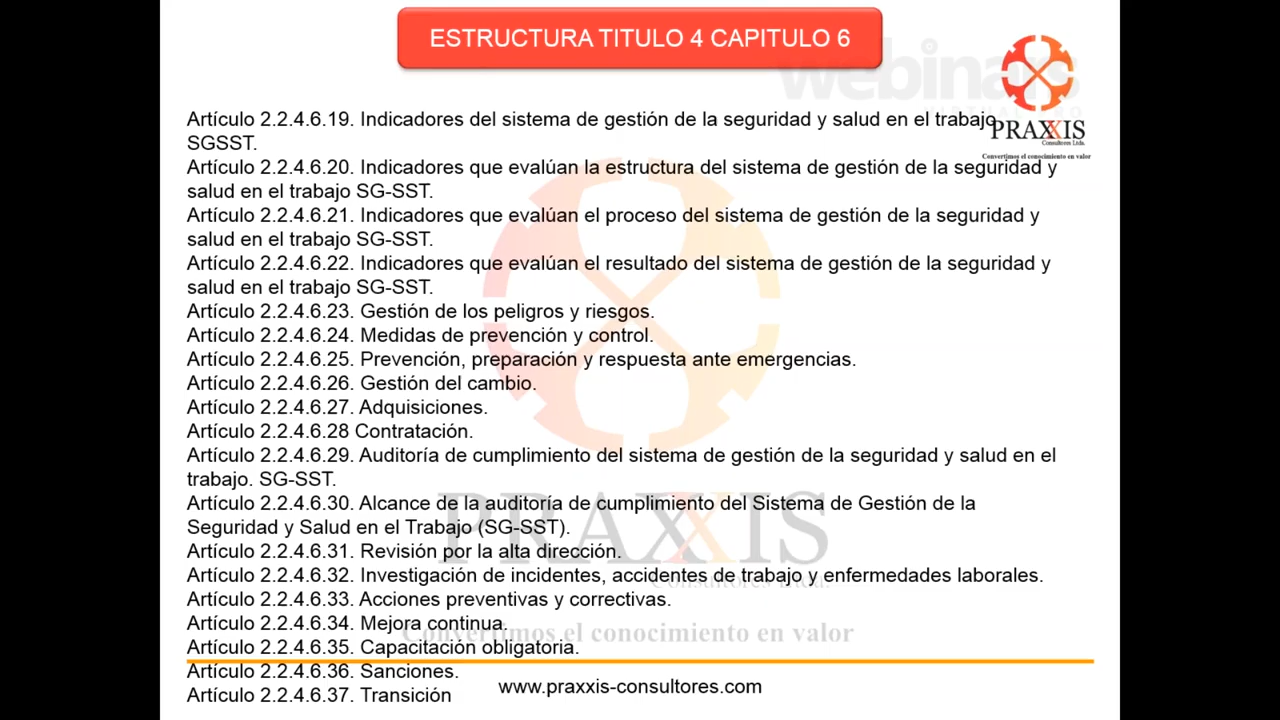 ESTRUCTURA TITULO 4 CAPITULO 6
webinars
VIRTUAL PRO
PRAXXIS
Consultores Ltda.
Convertimos el conocimiento en valor
Artículo 2.2.4.6.19. Indicadores del sistema de gestión de la seguridad y salud en el trabajo
SGSST.
Artículo 2.2.4.6.20. Indicadores que evalúan la estructura del sistema de gestión de la seguridad y
salud en el trabajo SG-SST.
Artículo 2.2.4.6.21. Indicadores que evalúan el proceso del sistema de gestión de la seguridad y
salud en el trabajo SG-SST.
Artículo 2.2.4.6.22. Indicadores que evalúan el resultado del sistema de gestión de la seguridad y
salud en el trabajo SG-SST.
Artículo 2.2.4.6.23. Gestión de los peligros y riesgos.
Artículo 2.2.4.6.24. Medidas de prevención y control.
Artículo 2.2.4.6.25. Prevención, preparación y respuesta ante emergencias.
Artículo 2.2.4.6.26. Gestión del cambio.
Artículo 2.2.4.6.27. Adquisiciones.
Artículo 2.2.4.6.28 Contratación.
Artículo 2.2.4.6.29. Auditoría de cumplimiento del sistema de gestión de la seguridad y salud en el
trabajo. SG-SST.
Artículo 2.2.4.6.30. Alcance de la auditoría de cumplimiento del Sistema de Gestión de la
Seguridad y Salud en el Trabajo (SG-SST).
PRAXXIS
Artículo 2.2.4.6.31. Revisión por la alta dirección.
Artículo 2.2.4.6.32. Investigación de incidentes, accidentes de trabajo y enfermedades laborales.
Consultores Ltda.
Artículo 2.2.4.6.33. Acciones preventivas y correctivas.
Artículo 2.2.4.6.34. Mejora continua.
Convertimos el conocimiento en valor
Artículo 2.2.4.6.35. Capacitación obligatoria.
Artículo 2.2.4.6.36. Sanciones.
Artículo 2.2.4.6.37. Transición
www.praxxis-consultores.com